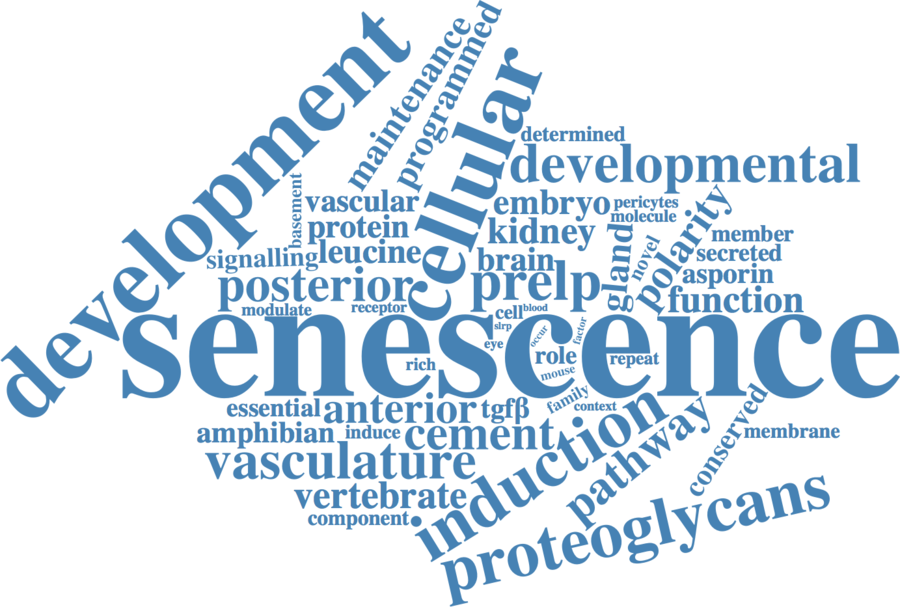 development
maintenance
programmed
cellular
determined
developmental
basement
vascular
embryo
pericytes
molecule
protein
kidney
gland
novel
polarity
member
signalling
leucine
brain
secreted
asporin
posterior
prelp
function
modulate
receptor
cell
blood
slrp
senescence
eye
occur
factor
role
rich
mouse
repeat
family
context
essential
anterior
tgfβ
amphibian
induce
cement
induction
pathway
conserved
membrane
vasculature
vertebrate
component
proteoglycans